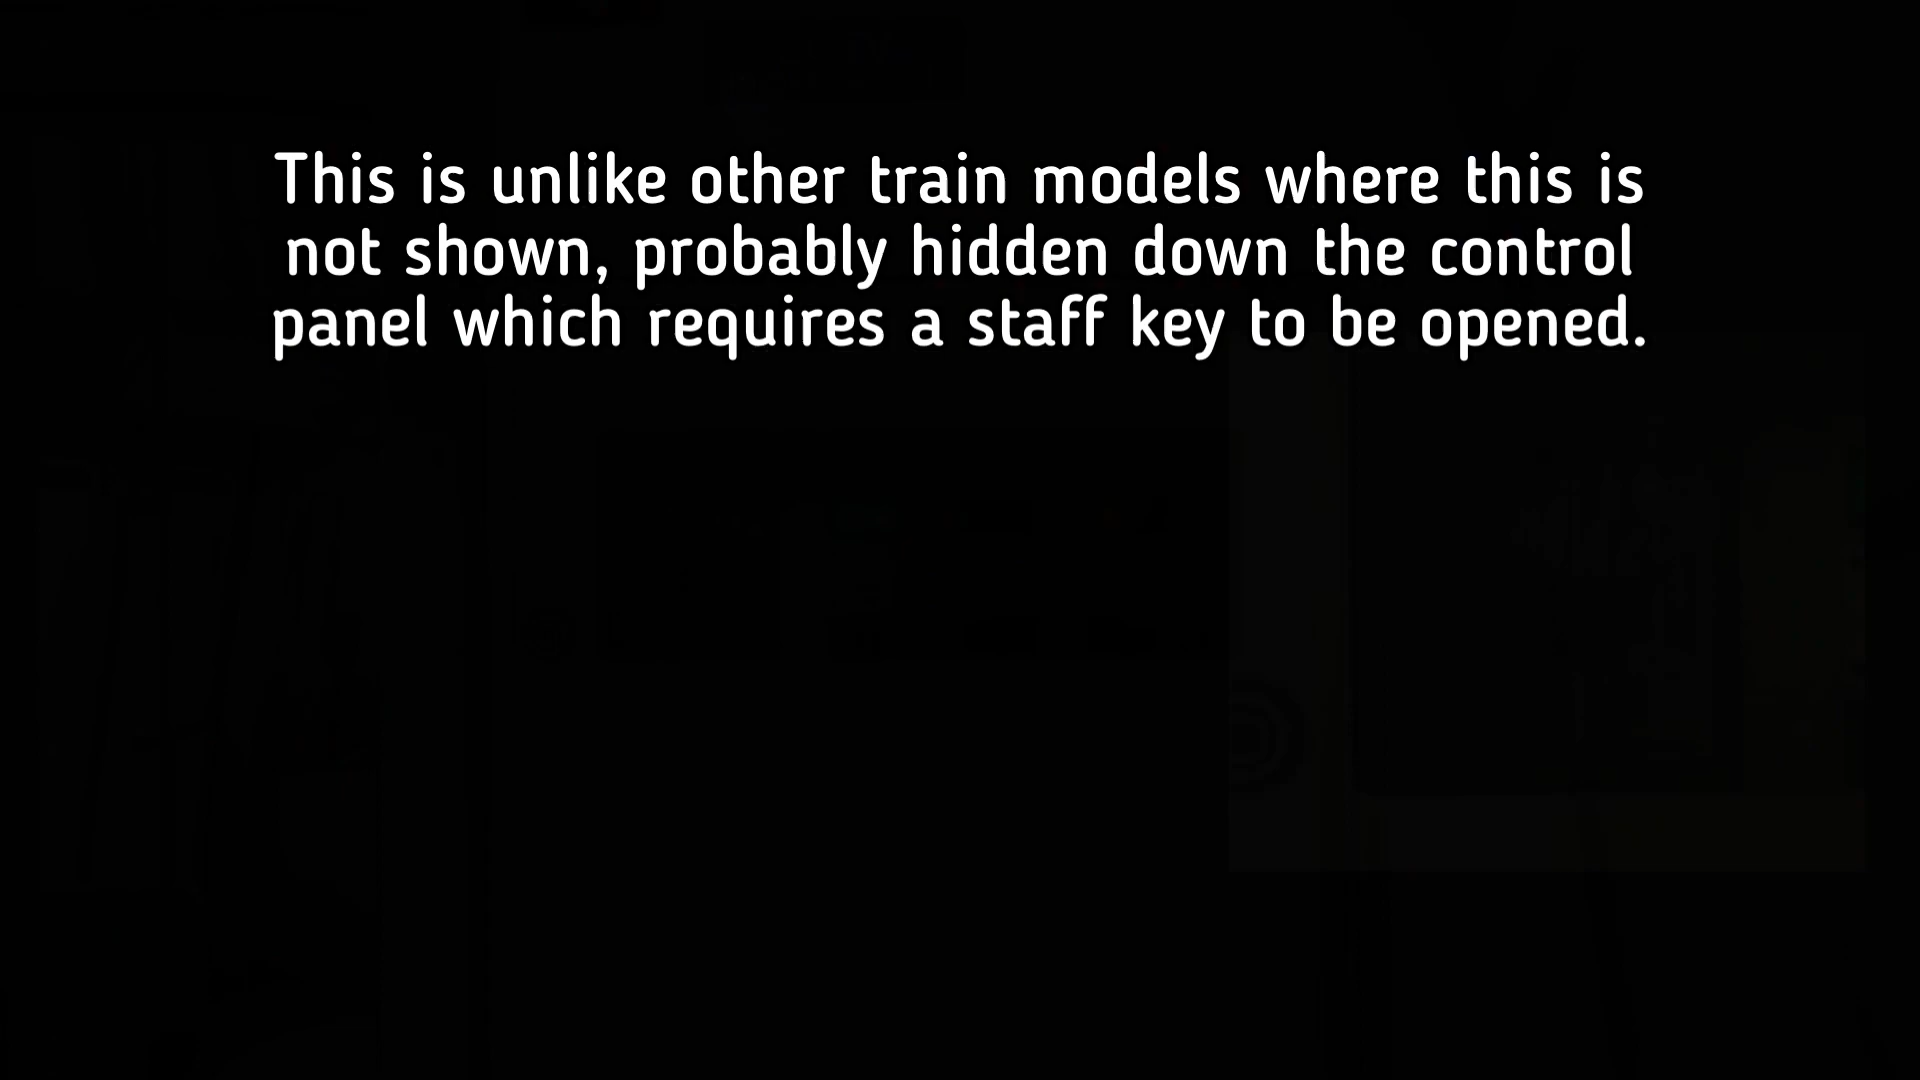 This is unlike other train models where this is
not shown, probably hidden down the control
panel which requires a staff key to be opened.